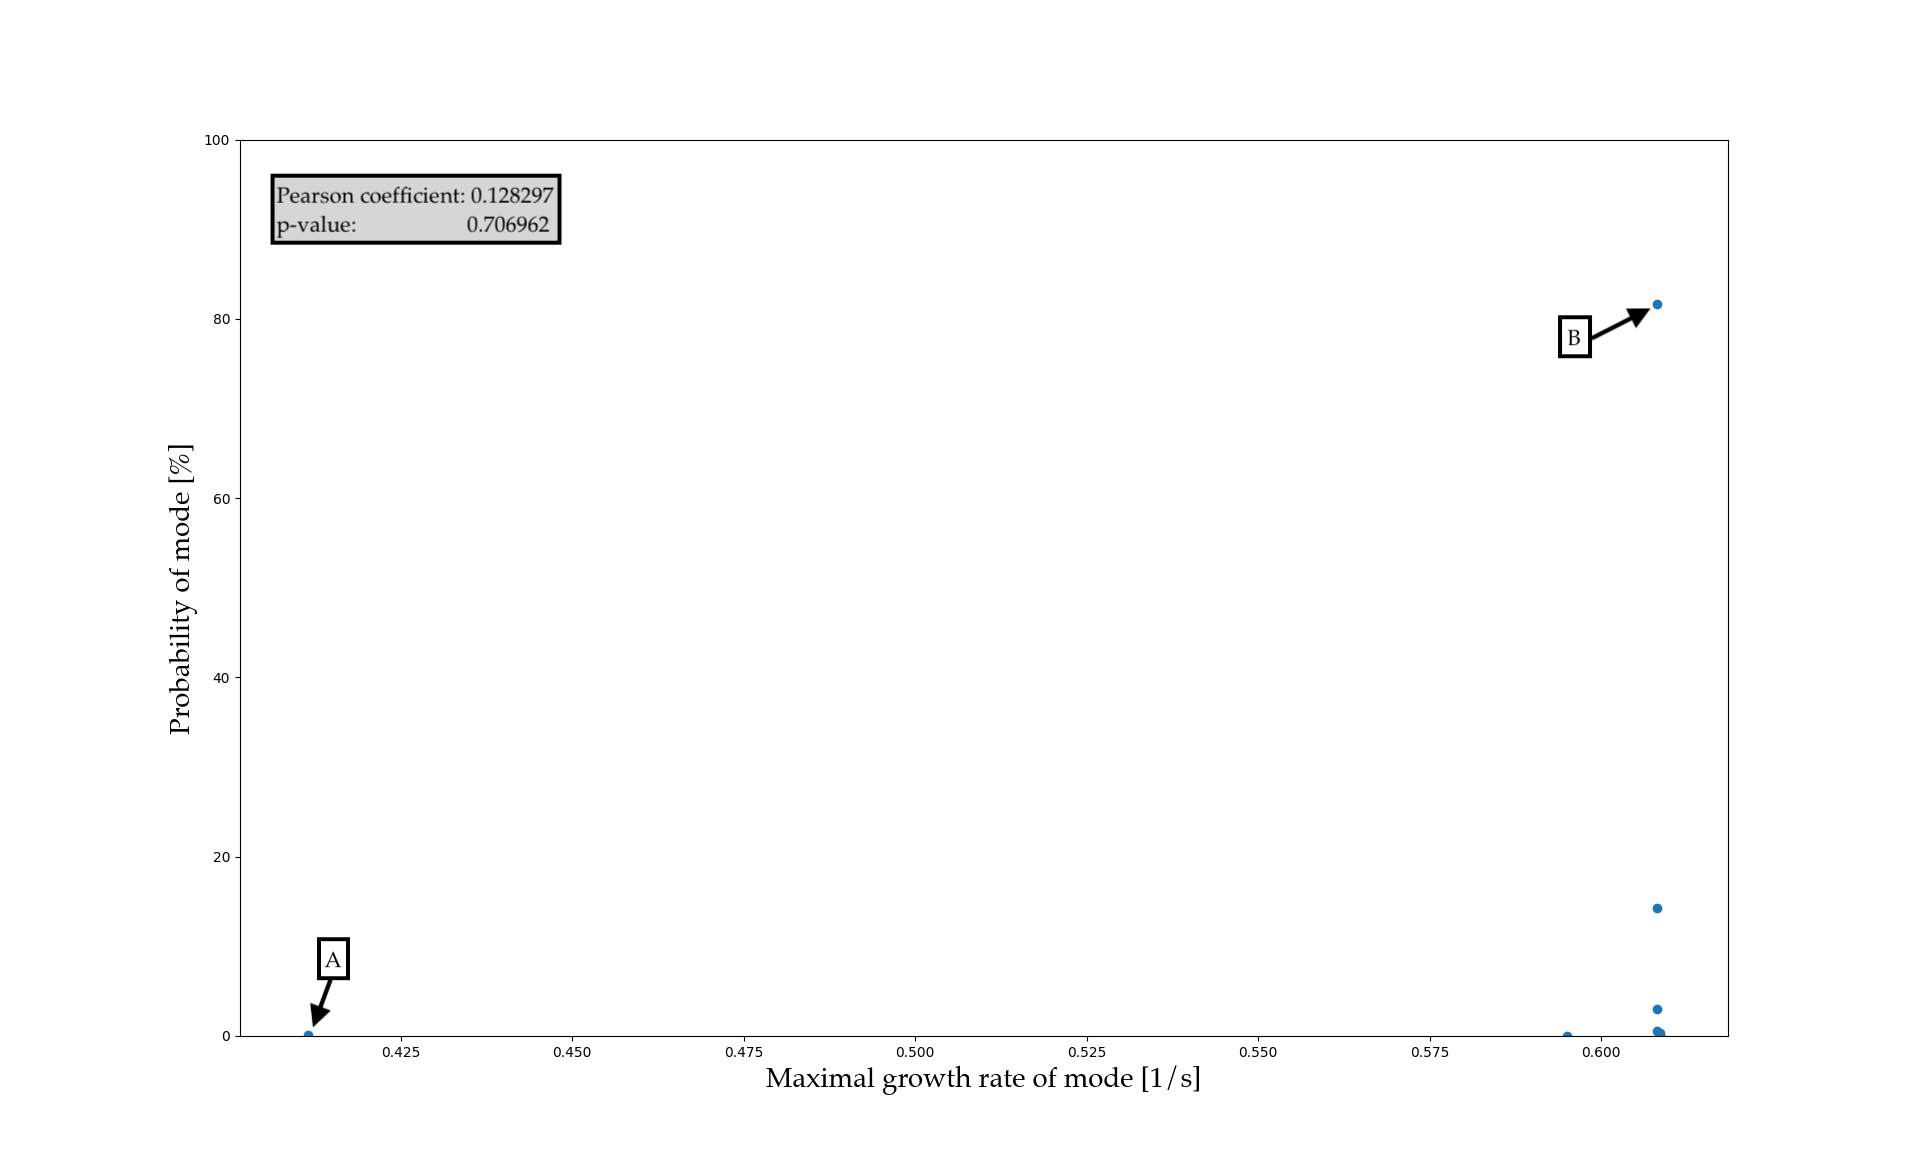 100
Pearson coefficient: 0.128297
p-value: 0.706962
80
B
60
Probability of mode [%]
40
20
A
0
0.425 0.450 0.475 0.500 0.525 0.550 0.575 0.600
Maximal growth rate of mode [1/s]